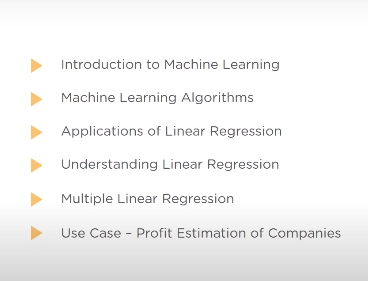 Introduction to Machine Learning
Machine Learning Algorithms
Applications of Linear Regression
Understanding Linear Regression
Multiple Linear Regression
Use Case – Profit Estimation of Companies